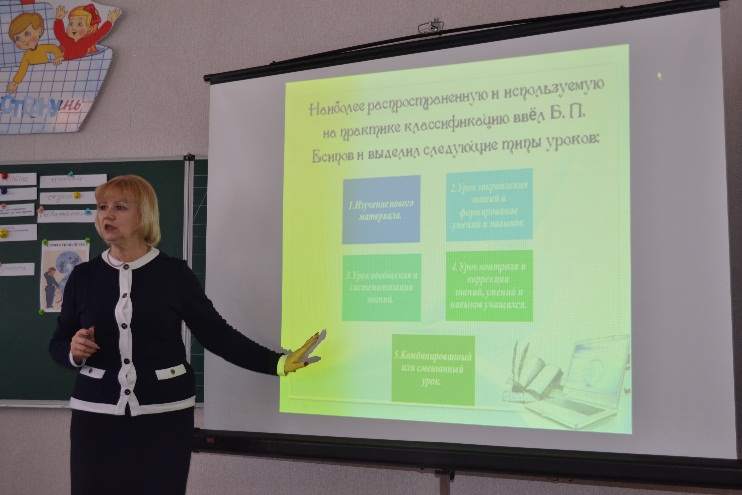 Наиболее распространенную и используемую
на практике классификацию ввёл Б. П.
Есипов и выделил следующие типы уроков:
1.Изучение нового
материала.
2.Урок закрепления
знаний и
формирование
умений и навыков.
3.Урок обобщения и
систематизации
знаний.
4.Урок контроля и
коррекции
знаний, умений и
навыков учащихся.
5.Комбинированный
или смешанный
урок.